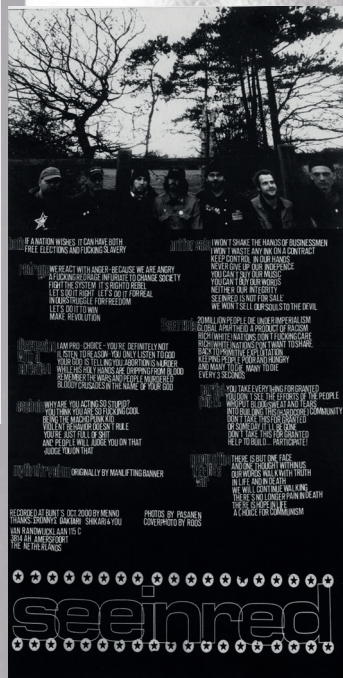 IF A NATION WISHES IT CAN HAVE BOTH
FREE ELECTIONS AND FUCKING SLAVERY
WE REACT WITH ANGER - BECAUSE WE ARE ANGRY
A FUCKING REGRAGE, INFURIATE TO CHANGE SOCIETY
FIGHT THE SYSTEM IT'S RIGHT TO REBEL
LET'S DO IT RIGHT LET'S DO IT FOR REAL
IN OUR STRUGGLE FOR FREEDOM
LET'S DO IT TO WIN
MAKE REVOLUTION
I AM PRO-CHOICE - YOU'RE DEFINITELY NOT
LISTEN TO REASON - YOU ONLY LISTEN TO GOD
YOUR GOD IS TELLING YOU ABORTION IS MURDER
WHILE HIS HOLY HANDS ARE DRIPPING FROM BLOOD
REMEMBER THE WARS AND PEOPLE MURDERED
BLOODY CRUSADES IN THE NAME OF YOUR GOD
WHY ARE YOU ACTING SO STUPID?
YOU THINK YOU ARE SO FUCKING COOL
BEING THE MACHO PUNK KID
VIOLENT BEHAVIOR DOESN'T RULE
YOU'RE JUST FULL OF SHIT
AND PEOPLE WILL JUDGE YOU ON THAT
JUDGE YOU ON THAT
ORIGINALLY BY MANLIFTING BANNER
not for sale
I WON'T SHAKE THE HANDS OF BUSINESSMEN
I WON'T WASTE ANY INK ON A CONTRACT
KEEP CONTROL IN OUR HANDS
NEVER GIVE UP OUR INDEPENCE
YOU CAN'T BUY OUR MUSIC
YOU CAN'T BUY OUR WORDS
NEITHER OUR INTEGRITY
SEEIN RED IS NOT FOR SALE
WE WON'T SELL OUR SOULS TO THE DEVIL
20 MILLION PEOPLE DIE UNDER IMPERIALISM
GLOBAL APARTHEID A PRODUCT OF RACISM
RICH (WHITE) NATIONS DON'T FUCKING CARE
RICH (WHITE) NATIONS DON'T WANT TO SHARE
BACK TO PRIMITIVE EXPLOITATION
KEEPING PEOPLE POOR AND HUNGRY
AND MANY TO DIE, MANY TO DIE
EVERY 3 SECONDS
YOU TAKE EVERYTHING FOR GRANTED
YOU DON'T SEE THE EFFORTS OF THE PEOPLE
WHO PUT BLOOD, SWEAT AND TEARS
INTO BUILDING THIS (HARDCORE) COMMUNITY
DON'T TAKE THIS FOR GRANTED
OR SOMEDAY IT'LL BE GONE
DON'T TAKE THIS FOR GRANTED
HELP TO BUILD... PARTICIPATE!
THERE IS BUT ONE FACE
AND ONE THOUGHT WITHIN US
OUR WORDS WALK WITH TRUTH
IN LIFE AND IN DEATH
WE WILL CONTINUE WALKING
THERE'S NO LONGER PAIN IN DEATH
THERE IS HOPE IN LIFE
A CHOICE FOR COMMUNISM
RECORDED AT BUNT'S OCT. 2000 BY MENNO
THANKS: DAKTARI SHIKARI & YOU
PHOTOS BY PASANEN
COVERPHOTO BY ROOS
VAN RANDWIJCKLAAN 115 C
3814 AH AMERSFOORT
THE NETHERLANDS
seeinred